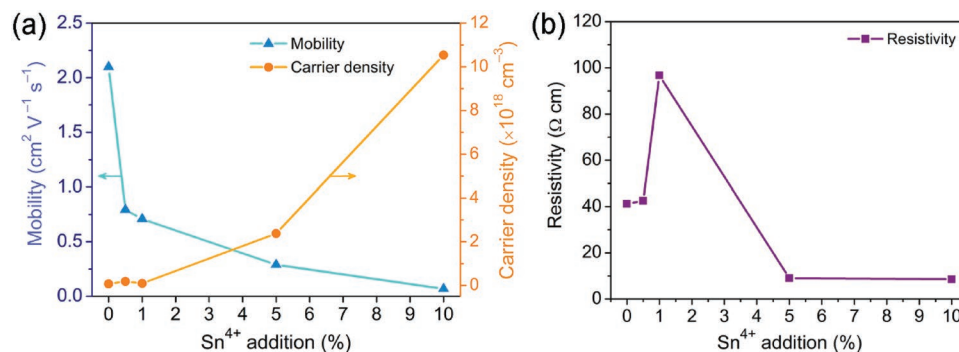 (a)
Mobility (cm² V⁻¹ s⁻¹)
2.5
2.0
1.5
1.0
0.5
0.0
Mobility
Carrier density
12
10
8
6
4
2
0
Carrier density (×10¹⁸ cm⁻³)
0 1 2 3 4 5 6 7 8 9 10
Sn⁴⁺ addition (%)
(b)
Resistivity (Ω cm)
120
100
80
60
40
20
0
Resistivity
0 1 2 3 4 5 6 7 8 9 10
Sn⁴⁺ addition (%)